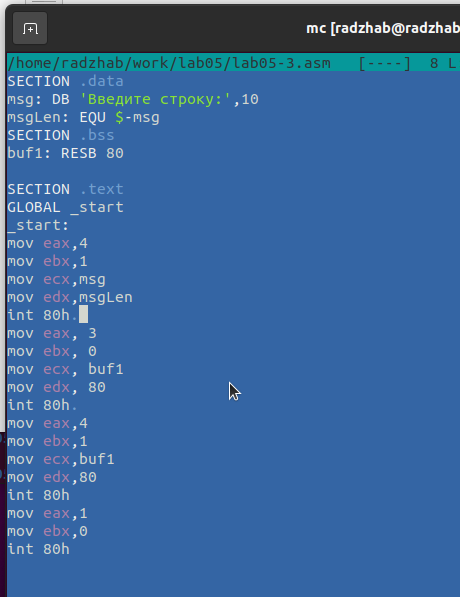 mc [radzhab@radzhab
/home/radzhab/work/lab05/lab05-3.asm   [----]  8 L
SECTION .data
msg: DB 'Введите строку:',10
msgLen: EQU $-msg
SECTION .bss
buf1: RESB 80
SECTION .text
GLOBAL _start
_start:
mov eax,4
mov ebx,1
mov ecx,msg
mov edx,msgLen
int 80h.
mov eax, 3
mov ebx, 0
mov ecx, buf1
mov edx, 80
int 80h.
mov eax,4
mov ebx,1
mov ecx,buf1
mov edx,80
int 80h
mov eax,1
mov ebx,0
int 80h